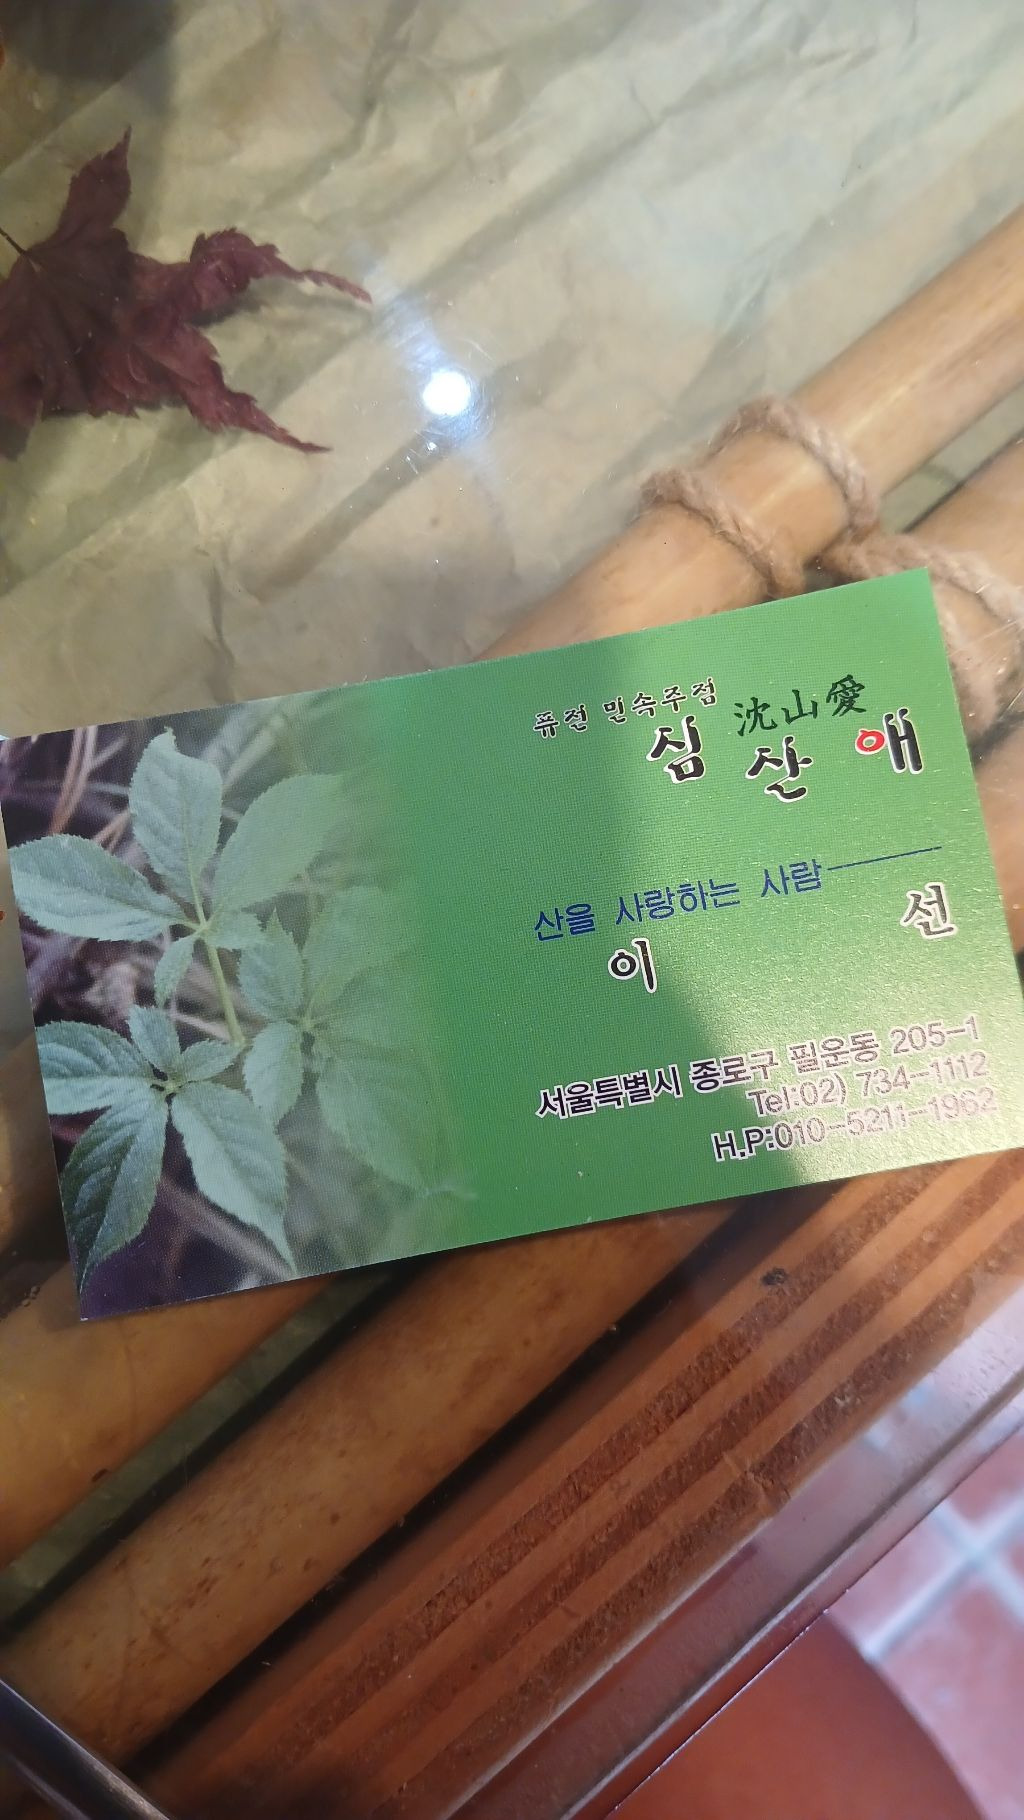 퓨전 민속주점
沈山愛
심산애
산을 사랑하는 사람
이 선
서울특별시 종로구 필운동 205-1
Tel:02) 734-1112
H.P:010-5211-1962